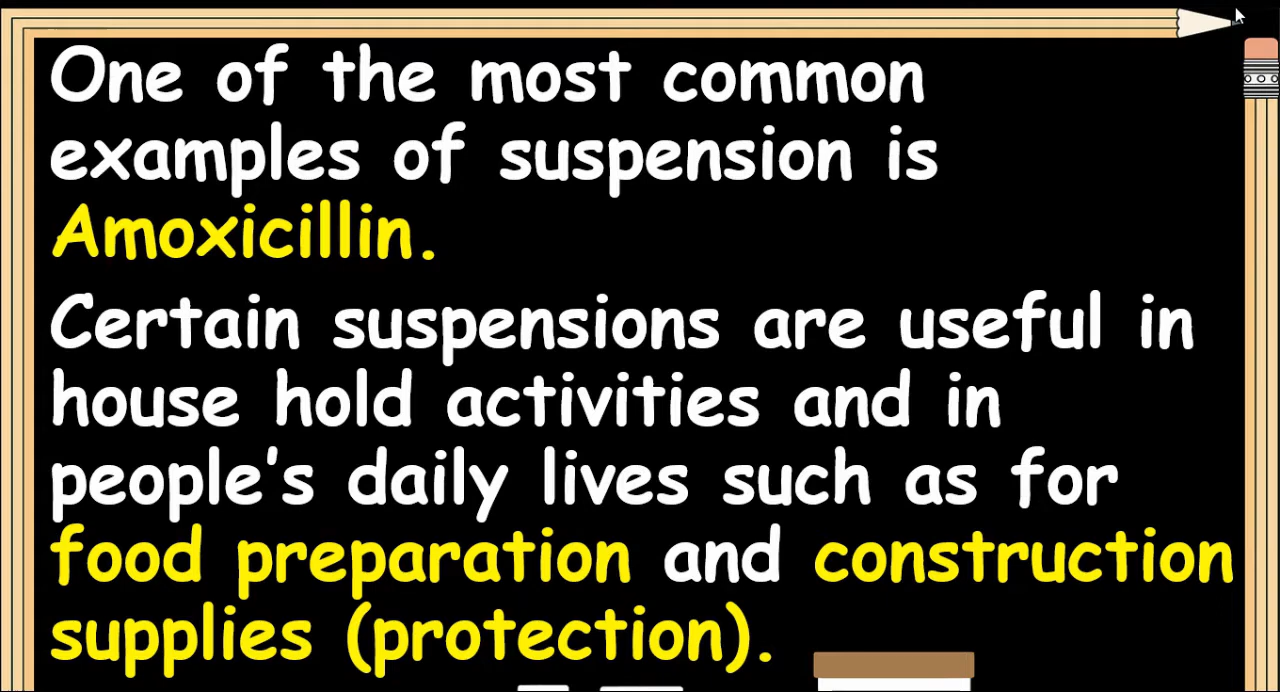 One of the most common
examples of suspension is
Amoxicillin.
Certain suspensions are useful in
house hold activities and in
people's daily lives such as for
food preparation and construction
supplies (protection).